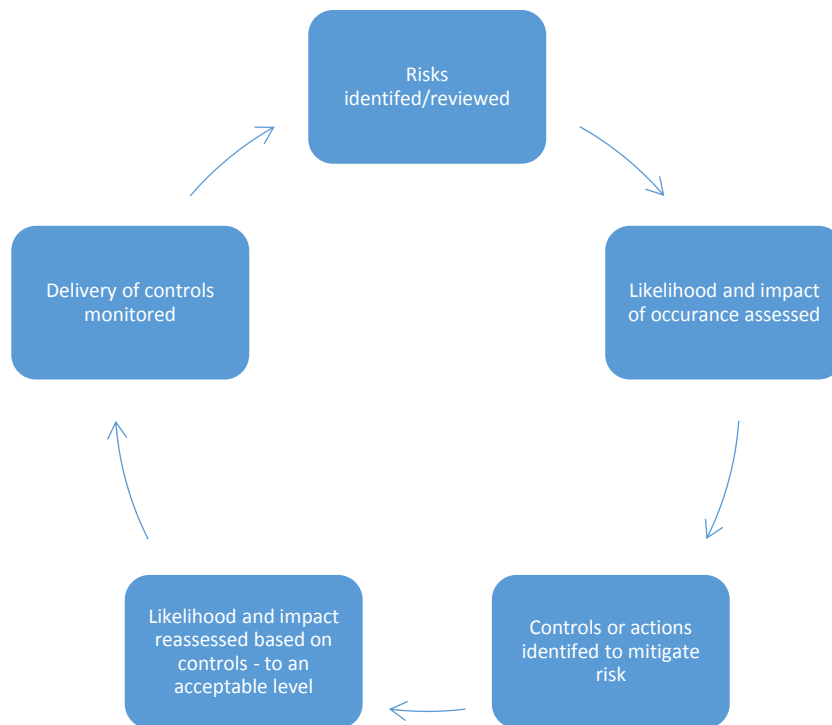 Risks
identifed/reviewed
Likelihood and impact
of occurance assessed
Controls or actions
identifed to mitigate
risk
Likelihood and impact
reassessed based on
controls - to an
acceptable level
Delivery of controls
monitored